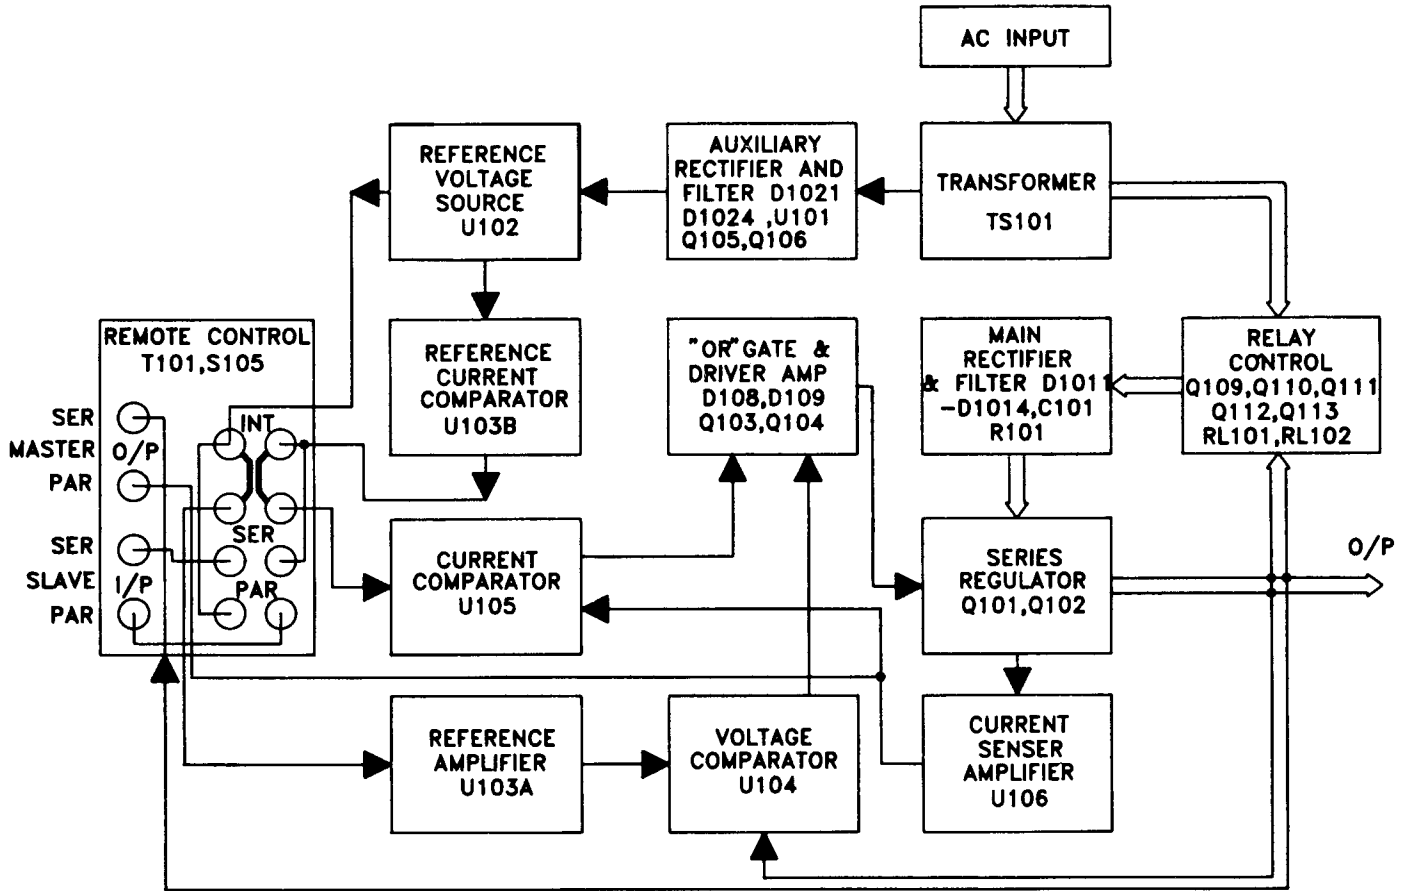 AC INPUT
REFERENCE
VOLTAGE
SOURCE
U102
AUXILIARY
RECTIFIER AND
FILTER D1021
D1024 ,U101
Q105,Q106
TRANSFORMER
TS101
REMOTE CONTROL
T101,S105
SER
MASTER O/P
PAR
SER
SLAVE I/P
PAR
INT
SER
PAR
REFERENCE
CURRENT
COMPARATOR
U103B
"OR"GATE &
DRIVER AMP
D108,D109
Q103,Q104
MAIN
RECTIFIER
& FILTER D1011
-D1014,C101
R101
RELAY
CONTROL
Q109,Q110,Q111
Q112,Q113
RL101,RL102
CURRENT
COMPARATOR
U105
SERIES
REGULATOR
Q101,Q102
O/P
REFERENCE
AMPLIFIER
U103A
VOLTAGE
COMPARATOR
U104
CURRENT
SENSER
AMPLIFIER
U106